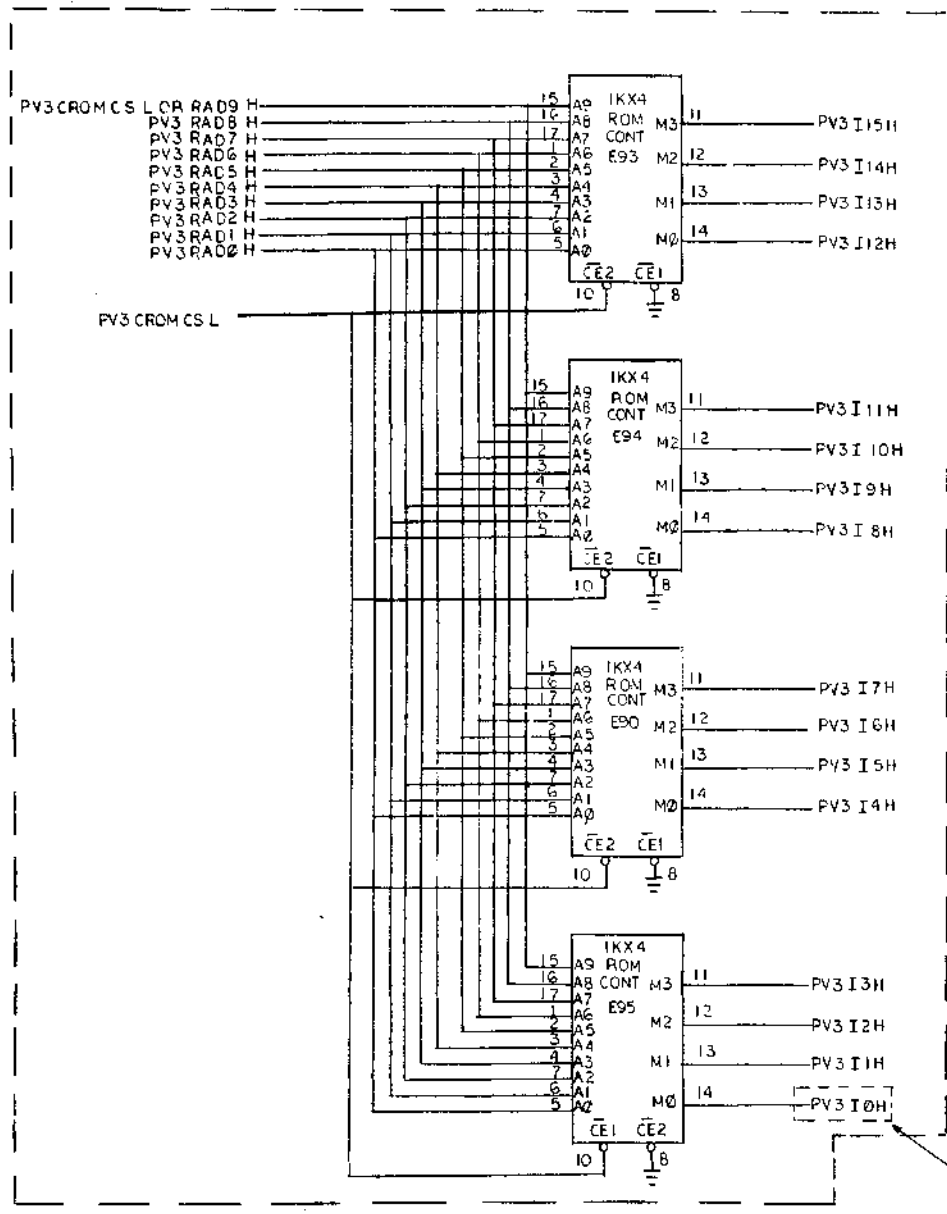 PV3CROMCS L OR RAD9 H
PV3 RAD8 H
PV3 RAD7 H
PV3 RAD6 H
PV3 RAD5 H
PV3 RAD4 H
PV3 RAD3 H
PV3 RAD2 H
PV3 RAD1 H
PV3 RADØ H
PV3 CROM CS L
15 A9
16 A8
17 A7
1 A6
2 A5
3 A4
4 A3
7 A2
6 A1
5 AØ
1KX4
ROM
CONT
E93
M3 11 PV3 I15H
M2 12 PV3 I14H
M1 13 PV3 I13H
MØ 14 PV3 I12H
CE2 CE1
10 8
15 A9
16 A8
17 A7
1 A6
2 A5
3 A4
4 A3
7 A2
6 A1
5 AØ
1KX4
ROM
CONT
E94
M3 11 PV3 I11H
M2 12 PV3 I10H
M1 13 PV3 I9H
MØ 14 PV3 I8H
CE2 CE1
10 8
15 A9
16 A8
17 A7
1 A6
2 A5
3 A4
4 A3
7 A2
6 A1
5 AØ
1KX4
ROM
CONT
E90
M3 11 PV3 I7H
M2 12 PV3 I6H
M1 13 PV3 I5H
MØ 14 PV3 I4H
CE2 CE1
10 8
15 A9
16 A8
17 A7
1 A6
2 A5
3 A4
4 A3
7 A2
6 A1
5 AØ
1KX4
ROM
CONT
E95
M3 11 PV3 I3H
M2 12 PV3 I2H
M1 13 PV3 I1H
MØ 14 PV3 IØH
CE1 CE2
10 8